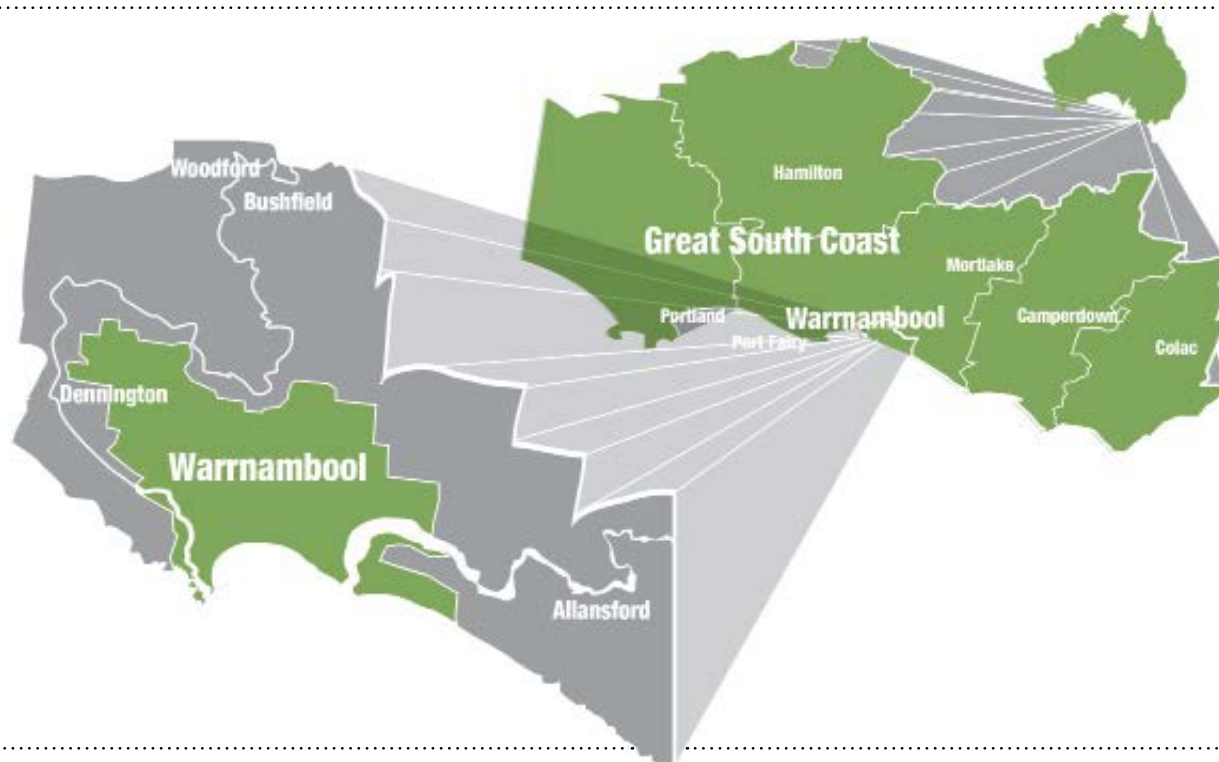 Woodford
Bushfield
Dennington
Warrnambool
Allansford
Hamilton
Great South Coast
Mortlake
Portland
Port Fairy
Warrnambool
Camperdown
Colac